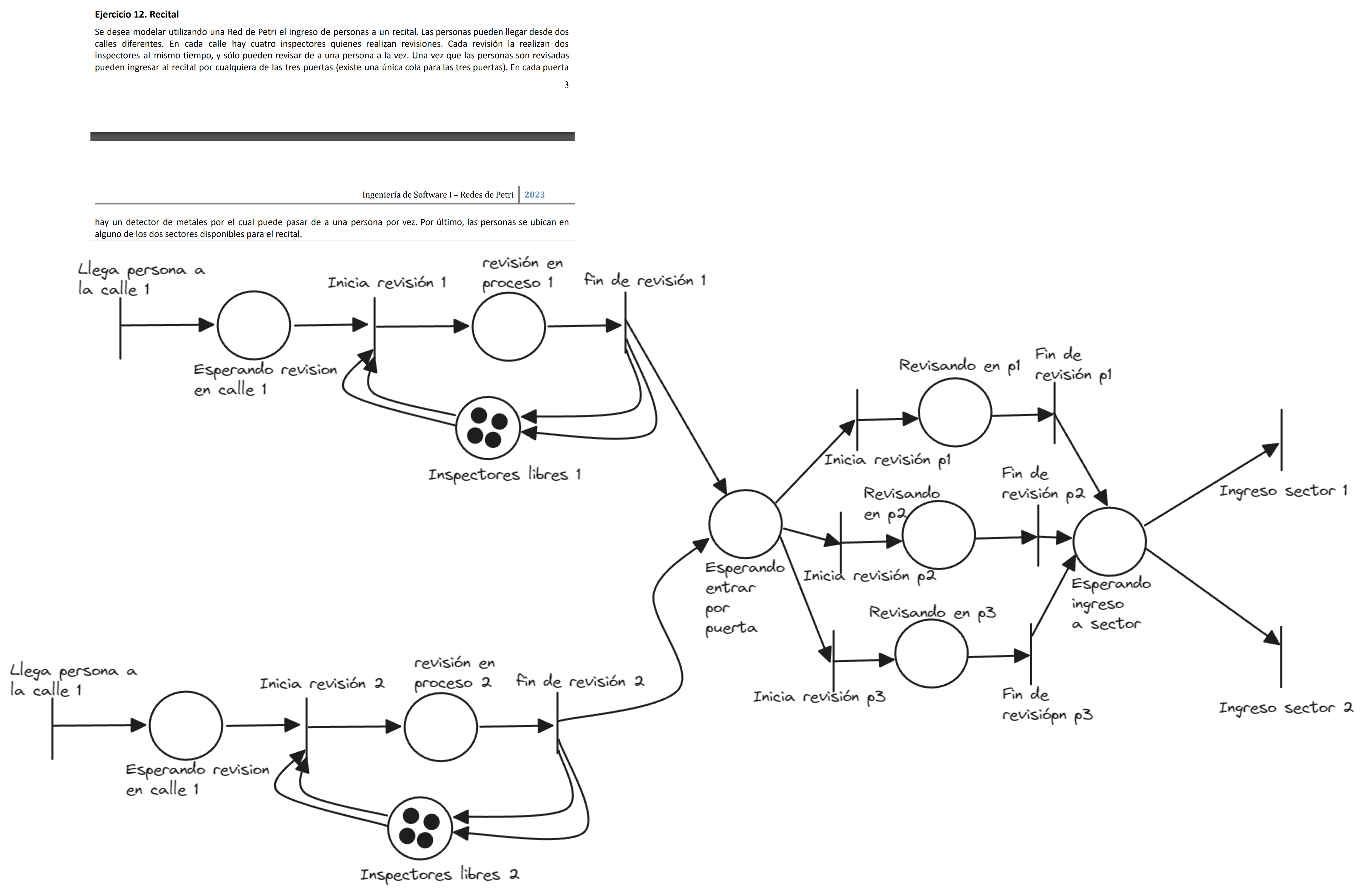 Ejercicio 12. Recital
Se desea modelar utilizando una Red de Petri el ingreso de personas a un recital. Las personas pueden llegar desde dos
calles diferentes. En cada calle hay cuatro inspectores quienes realizan revisiones. Cada revisión la realizan dos
inspectores al mismo tiempo, y sólo pueden revisar de a una persona a la vez. Una vez que las personas son revisadas
pueden ingresar al recital por cualquiera de las tres puertas (existe una única cola para las tres puertas). En cada puerta
3
Ingeniería de Software I – Redes de Petri 2023
hay un detector de metales por el cual puede pasar de a una persona por vez. Por último, las personas se ubican en
alguno de los dos sectores disponibles para el recital.
Llega persona a
la calle 1
Inicia revisión 1
revisión en
proceso 1
fin de revisión 1
Esperando revision
en calle 1
Inspectores libres 1
Revisando en p1
Fin de
revisión p1
Inicia revisión p1
Revisando
en p2
Fin de
revisión p2
Inicia revisión p2
Esperando
entrar
por
puerta
Revisando en p3
Inicia revisión p3
Fin de
revisiópn p3
Esperando
ingreso
a sector
Ingreso sector 1
Ingreso sector 2
Llega persona a
la calle 1
Inicia revisión 2
revisión en
proceso 2
fin de revisión 2
Esperando revision
en calle 1
Inspectores libres 2